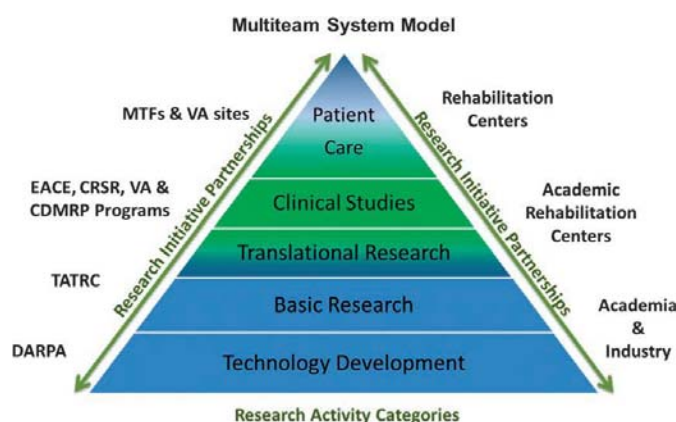 Multiteam System Model
MTFs & VA sites
EACE, CRSR, VA &
CDMRP Programs
TATRC
DARPA
Research Initiative Partnerships
Patient
Care
Clinical Studies
Translational Research
Basic Research
Technology Development
Research Initiative Partnerships
Rehabilitation
Centers
Academic
Rehabilitation
Centers
Academia
&
Industry
Research Activity Categories